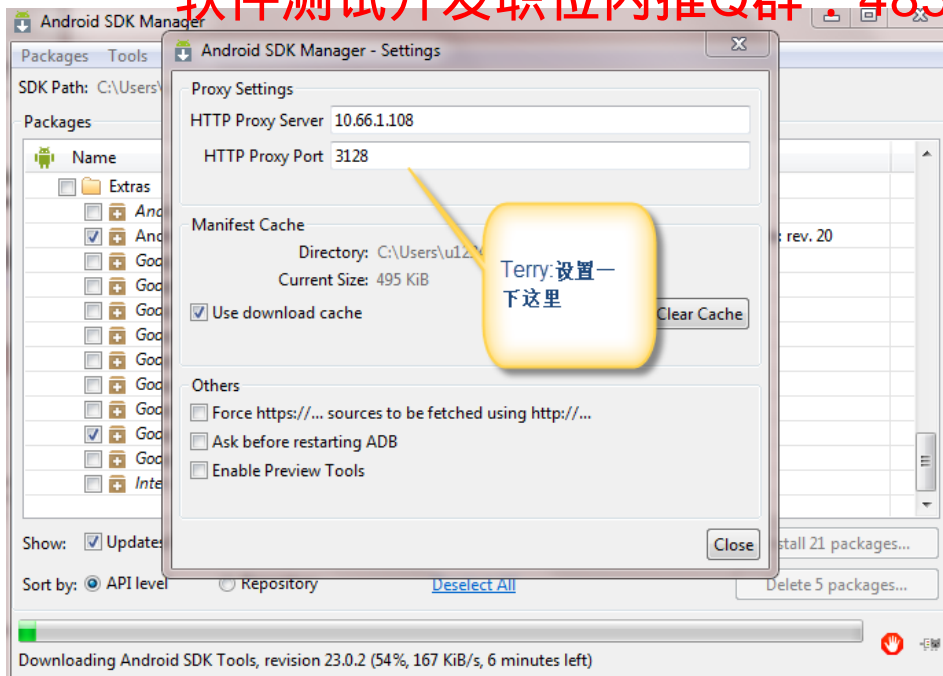 软件测试开发职位内推Q群：485
Android SDK Manager
Packages Tools
SDK Path: C:\Users\
Packages
Name
Extras
: rev. 20
Show: Updates
Sort by: API level Repository Deselect All
Install 21 packages...
Delete 5 packages...
Downloading Android SDK Tools, revision 23.0.2 (54%, 167 KiB/s, 6 minutes left)
Android SDK Manager - Settings
Proxy Settings
HTTP Proxy Server 10.66.1.108
HTTP Proxy Port 3128
Manifest Cache
Directory: C:\Users\u12
Current Size: 495 KiB
Use download cache
Clear Cache
Others
Force https://... sources to be fetched using http://...
Ask before restarting ADB
Enable Preview Tools
Close
Terry:设置一
下这里